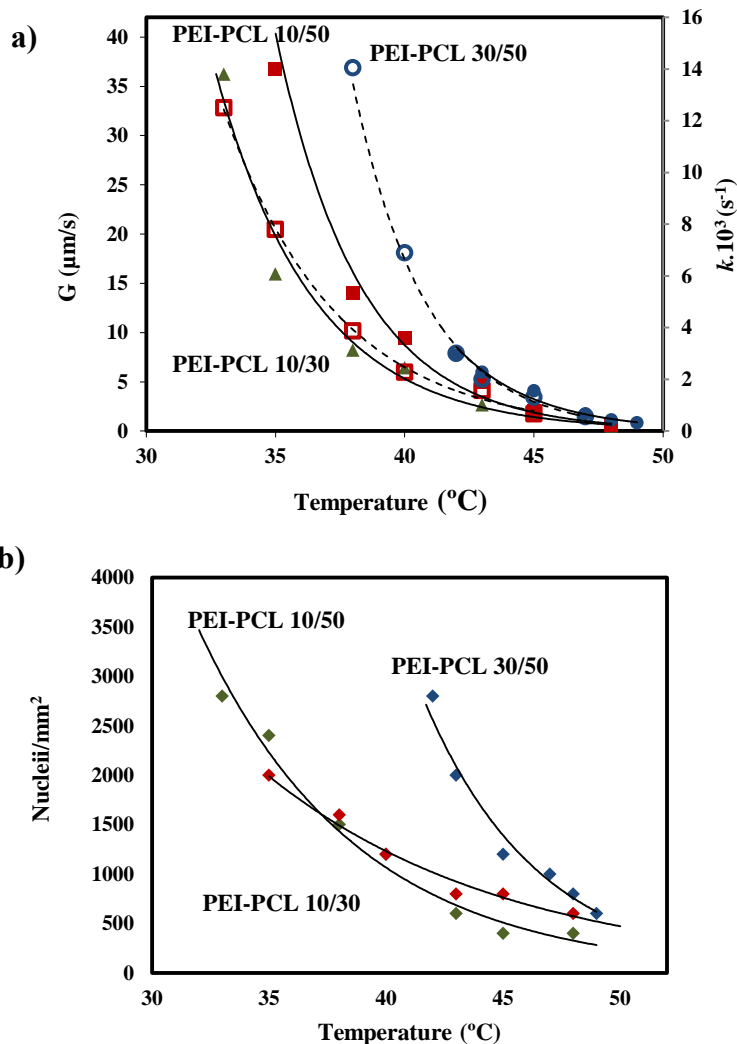 a)
PEI-PCL 10/50
PEI-PCL 30/50
PEI-PCL 10/30
G (µm/s)
40
35
30
25
20
15
10
5
0
16
14
12
10
8
6
4
2
0
k.10³ (s⁻¹)
30 35 40 45 50
Temperature (ºC)
b)
PEI-PCL 10/50
PEI-PCL 30/50
PEI-PCL 10/30
Nucleii/mm²
4000
3500
3000
2500
2000
1500
1000
500
0
30 35 40 45 50
Temperature (ºC)